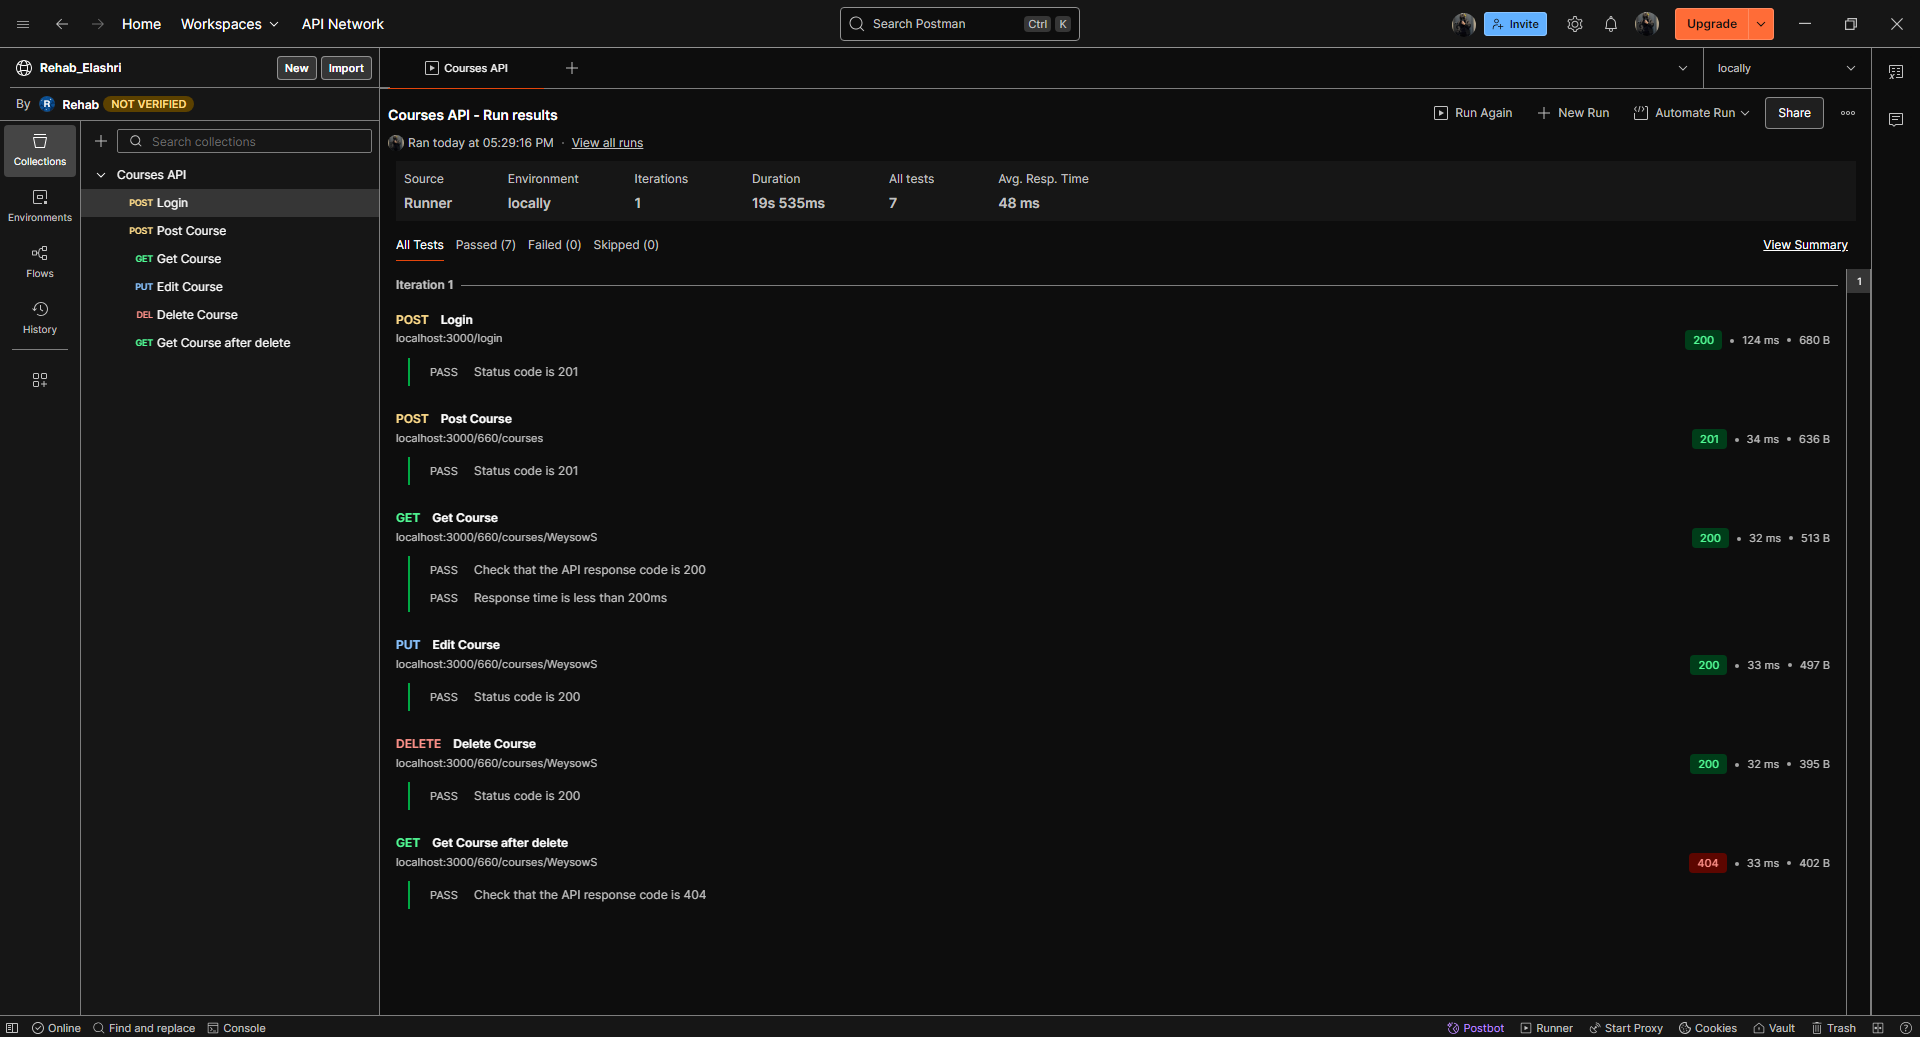 Home Workspaces API Network Search Postman Ctrl K Invite Upgrade
Rehab_Elashri New Import Courses API locally
By R Rehab NOT VERIFIED
Collections
Environments
Flows
History
Search collections
Courses API
POST Login
POST Post Course
GET Get Course
PUT Edit Course
DEL Delete Course
GET Get Course after delete
Courses API - Run results Run Again New Run Automate Run Share
Ran today at 05:29:16 PM · View all runs
Source Environment Iterations Duration All tests Avg. Resp. Time
Runner locally 1 19s 535ms 7 48 ms
All Tests Passed (7) Failed (0) Skipped (0) View Summary
Iteration 1 1
POST Login
localhost:3000/login 200 • 124 ms • 680 B
PASS Status code is 201
POST Post Course
localhost:3000/660/courses 201 • 34 ms • 636 B
PASS Status code is 201
GET Get Course
localhost:3000/660/courses/WeysowS 200 • 32 ms • 513 B
PASS Check that the API response code is 200
PASS Response time is less than 200ms
PUT Edit Course
localhost:3000/660/courses/WeysowS 200 • 33 ms • 497 B
PASS Status code is 200
DELETE Delete Course
localhost:3000/660/courses/WeysowS 200 • 32 ms • 395 B
PASS Status code is 200
GET Get Course after delete
localhost:3000/660/courses/WeysowS 404 • 33 ms • 402 B
PASS Check that the API response code is 404
Online Find and replace Console Postbot Runner Start Proxy Cookies Vault Trash